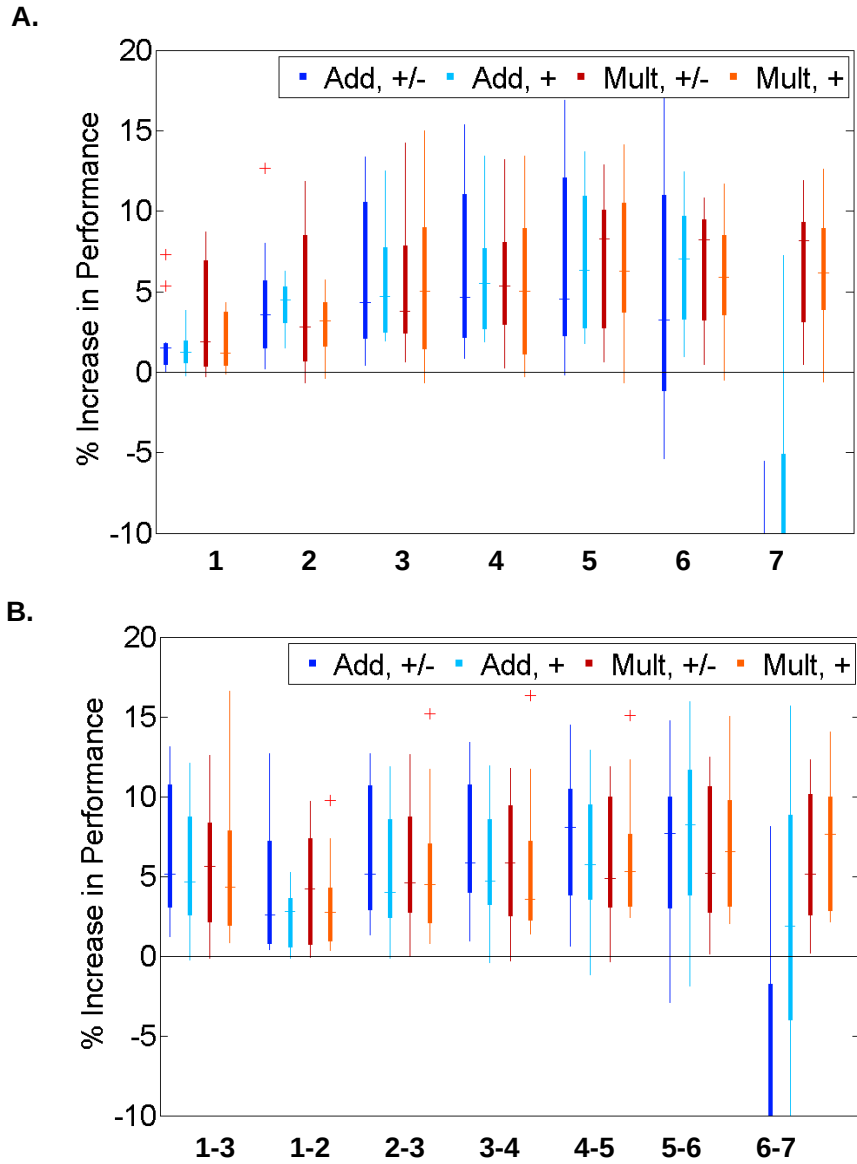 A.
20
Add, +/- Add, + Mult, +/- Mult, +
15
10
5
0
-5
-10
% Increase in Performance
1 2 3 4 5 6 7
B.
20
Add, +/- Add, + Mult, +/- Mult, +
15
10
5
0
-5
-10
% Increase in Performance
1-3 1-2 2-3 3-4 4-5 5-6 6-7